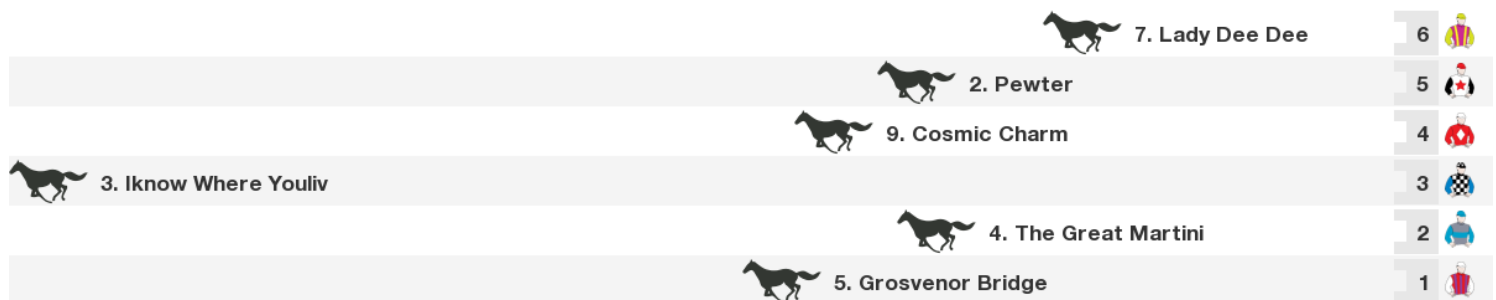 7. Lady Dee Dee 6
2. Pewter 5
9. Cosmic Charm 4
3. Iknow Where Youliv 3
4. The Great Martini 2
5. Grosvenor Bridge 1